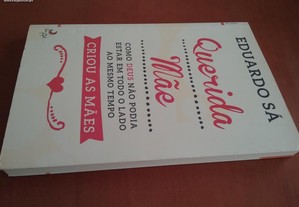 EDUARDO SÁ
Querida
Mãe
COMO DEUS NÃO PODIA
ESTAR EM TODO O LADO
AO MESMO TEMPO
CRIOU AS MÃES